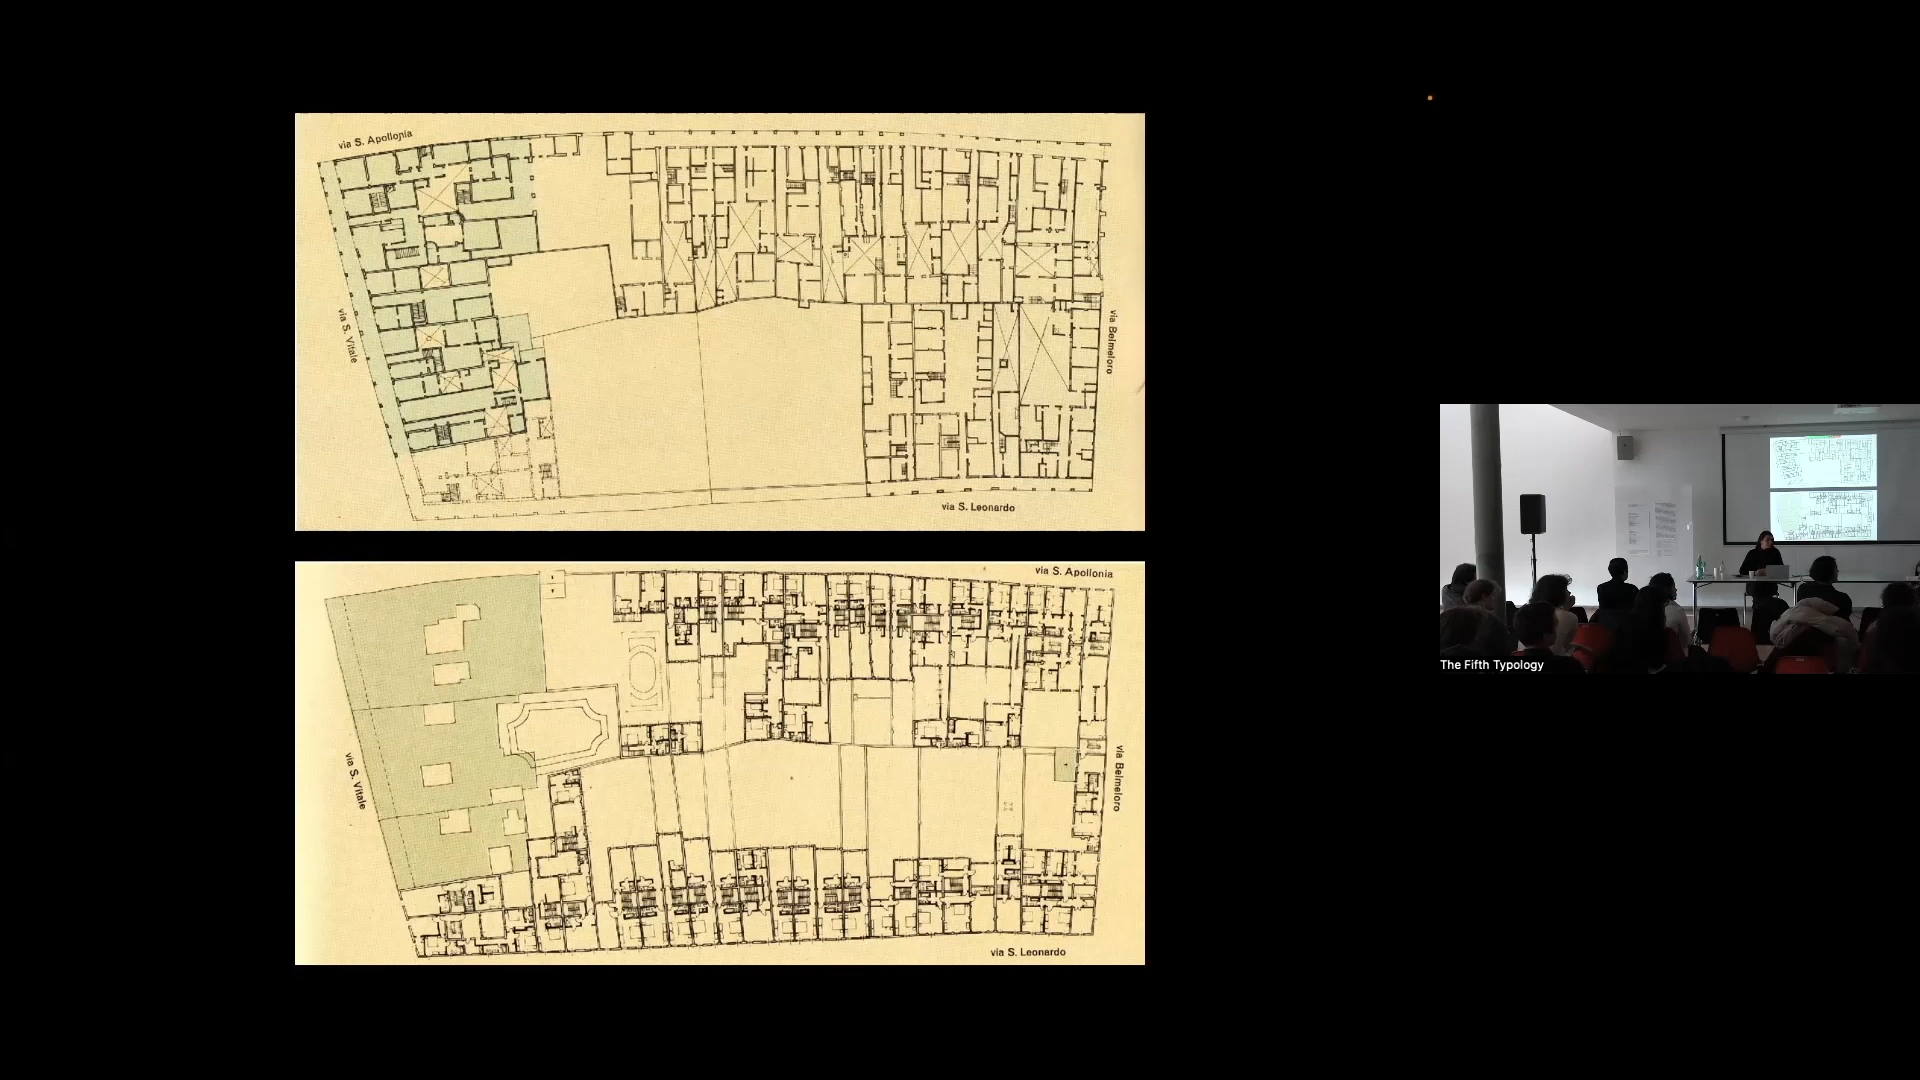 via S. Apollonia
via S. Vitale
via Belmeloro
via S. Leonardo
via S. Apollonia
via S. Vitale
via Belmeloro
via S. Leonardo
The Fifth Typology